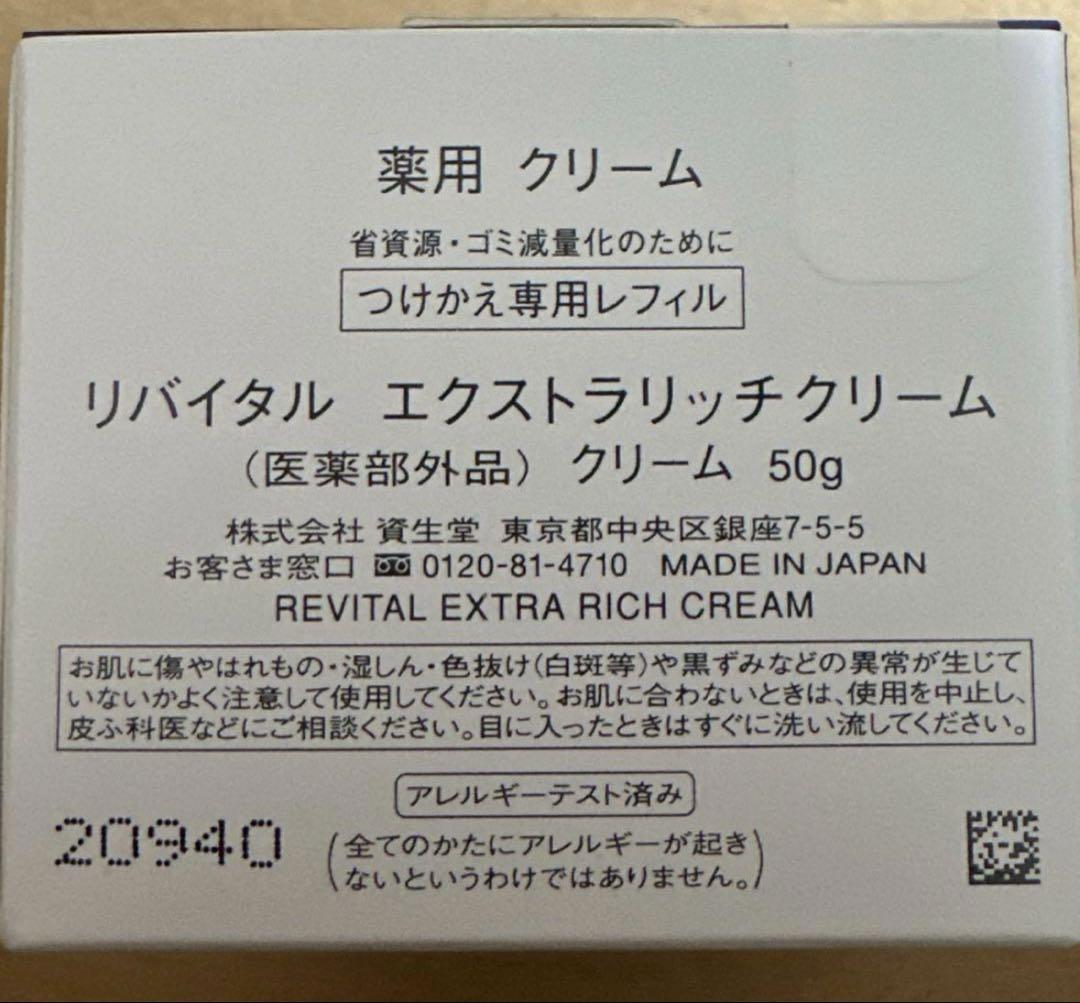 薬用 クリーム
省資源・ゴミ減量化のために
つけかえ専用レフィル
リバイタル エクストラリッチクリーム
（医薬部外品） クリーム 50g
株式会社 資生堂 東京都中央区銀座7-5-5
お客さま窓口 0120-81-4710 MADE IN JAPAN
REVITAL EXTRA RICH CREAM
お肌に傷やはれもの・湿しん・色抜け（白斑等）や黒ずみなどの異常が生じて
いないかよく注意して使用してください。お肌に合わないときは、使用を中止し、
皮ふ科医などにご相談ください。目に入ったときはすぐに洗い流してください。
アレルギーテスト済み
（全てのかたにアレルギーが起き
ないというわけではありません。）
20940